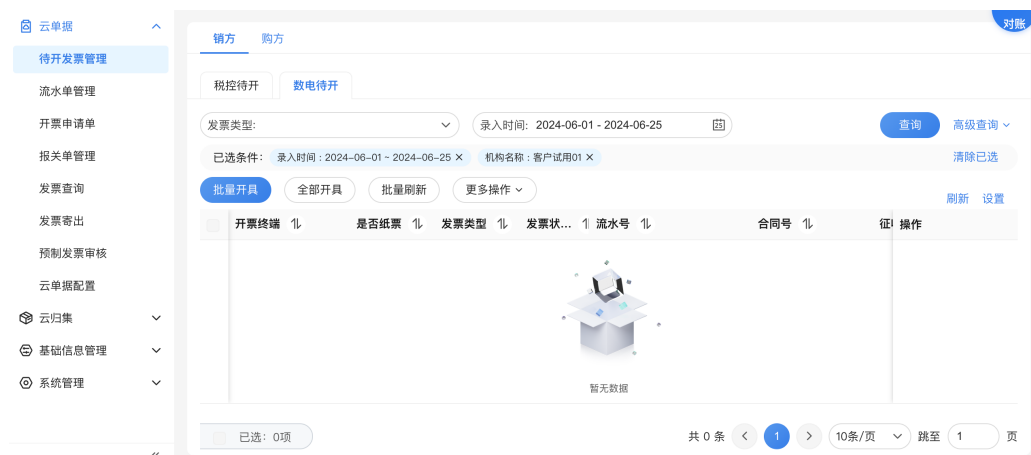 云单据
待开发票管理
流水单管理
开票申请单
报关单管理
发票查询
发票寄出
预制发票审核
云单据配置
云归集
基础信息管理
系统管理
对账
销方 购方
税控待开 数电待开
发票类型: 录入时间: 2024-06-01 - 2024-06-25 25 查询 高级查询
已选条件: 录入时间：2024-06-01 ~ 2024-06-25 × 机构名称：客户试用01 × 清除已选
批量开具 全部开具 批量刷新 更多操作 刷新 设置
开票终端 是否纸票 发票类型 发票状... 流水号 合同号 征 操作
暂无数据
已选: 0项 共 0 条 1 10条/页 跳至 1 页